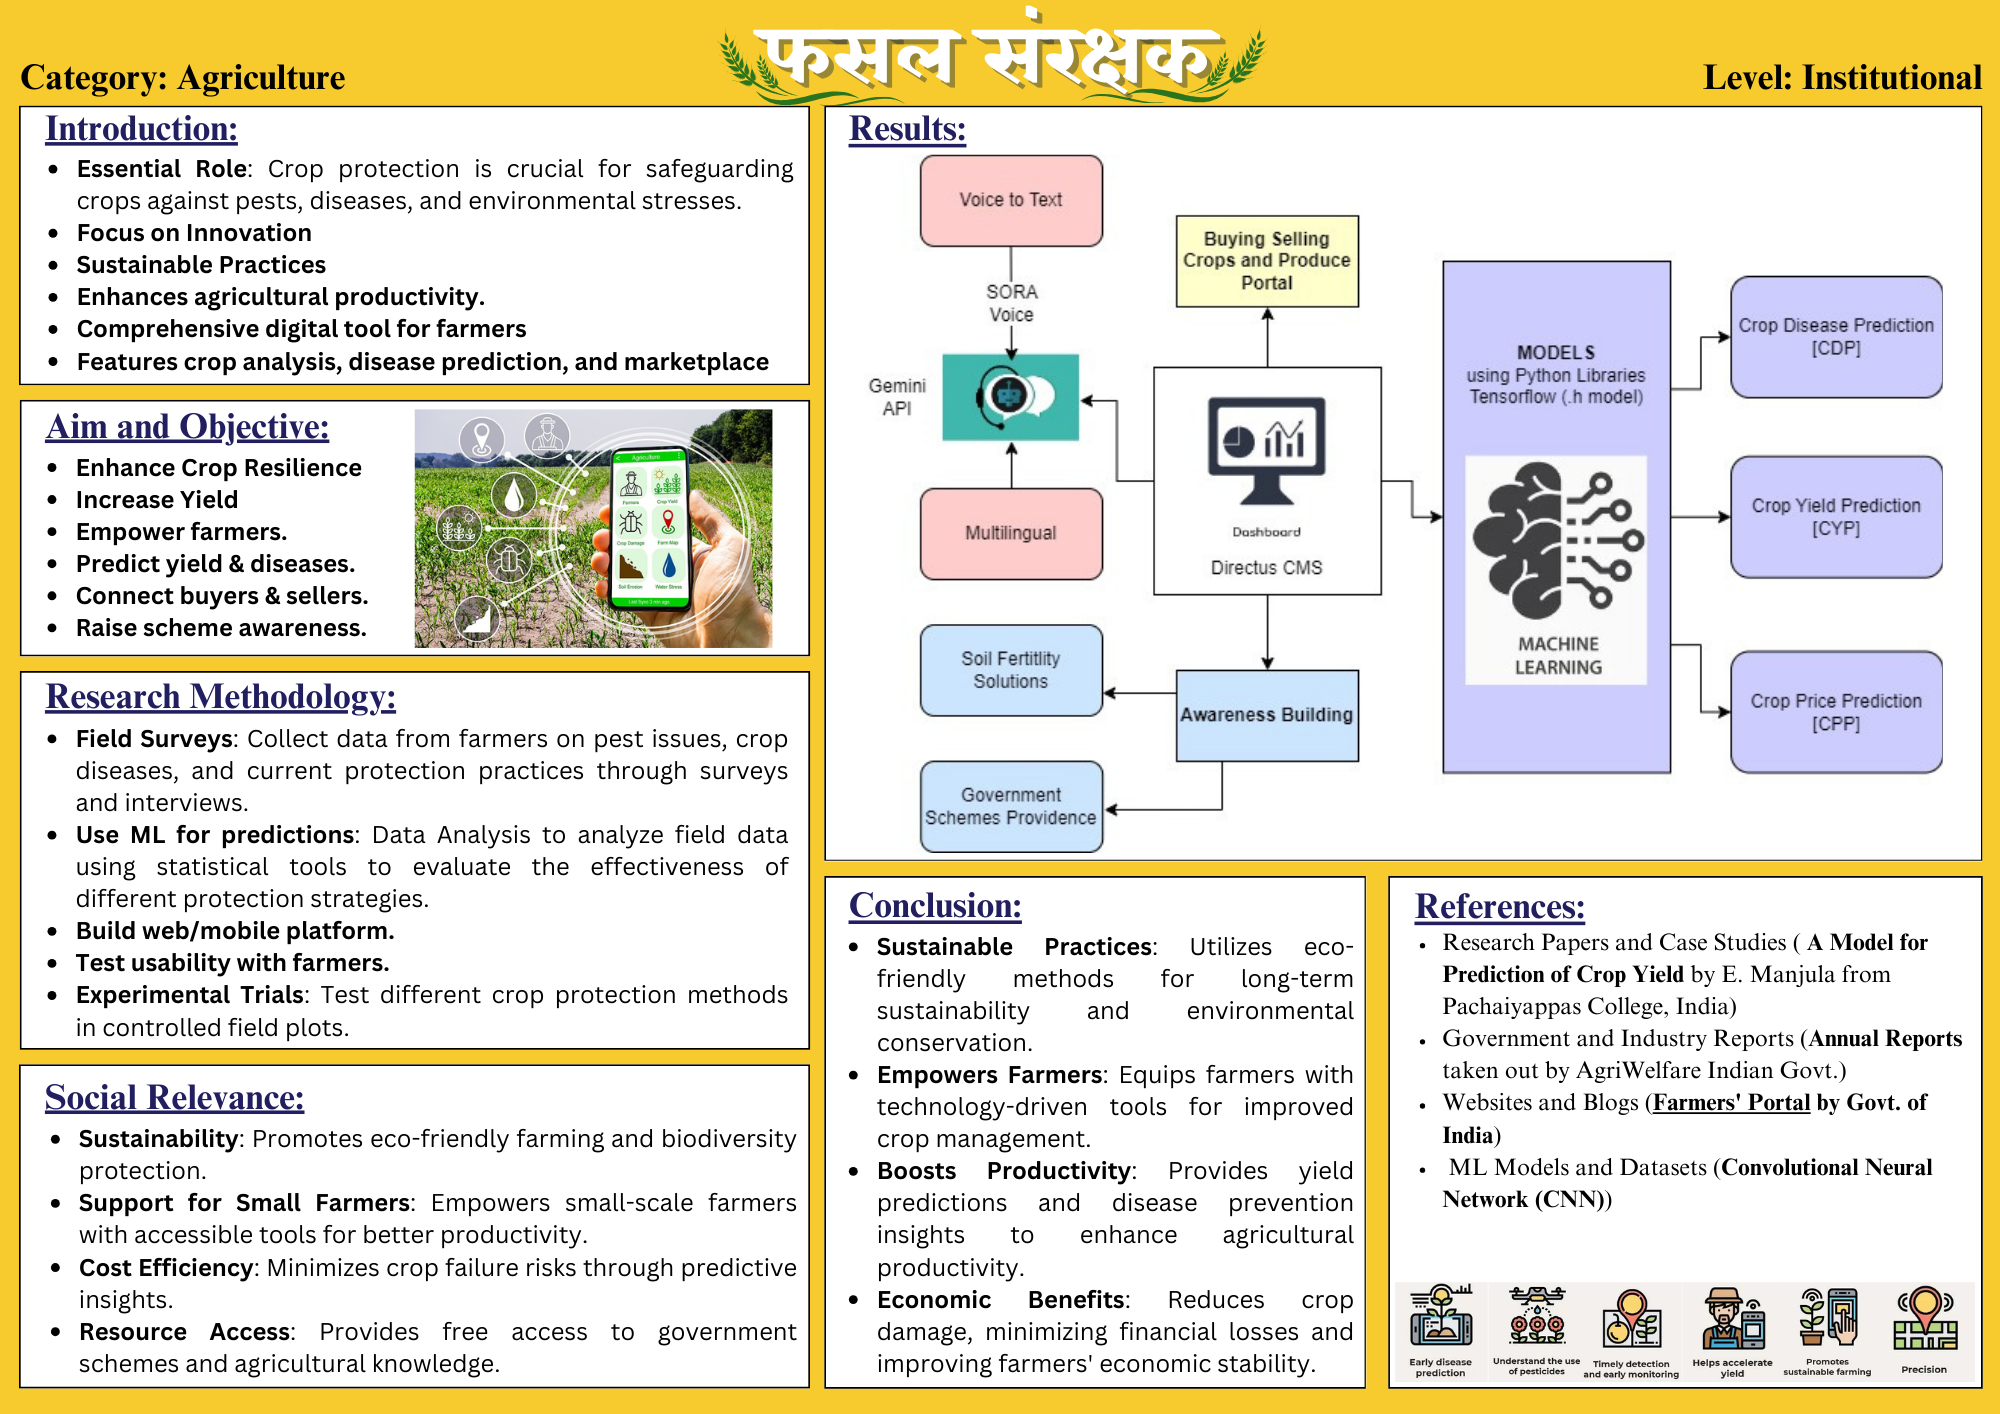 फसल संरक्षक
Category: Agriculture
Level: Institutional
Introduction:
• Essential Role: Crop protection is crucial for safeguarding
crops against pests, diseases, and environmental stresses.
• Focus on Innovation
• Sustainable Practices
• Enhances agricultural productivity.
• Comprehensive digital tool for farmers
• Features crop analysis, disease prediction, and marketplace
Aim and Objective:
• Enhance Crop Resilience
• Increase Yield
• Empower farmers.
• Predict yield & diseases.
• Connect buyers & sellers.
• Raise scheme awareness.
Agriculture
Farmers
Crop Yield
Crop Damage
Farm Map
Soil Erosion
Water Stress
Last Sync 3 min ago
Research Methodology:
• Field Surveys: Collect data from farmers on pest issues, crop
diseases, and current protection practices through surveys
and interviews.
• Use ML for predictions: Data Analysis to analyze field data
using statistical tools to evaluate the effectiveness of
different protection strategies.
• Build web/mobile platform.
• Test usability with farmers.
• Experimental Trials: Test different crop protection methods
in controlled field plots.
Social Relevance:
• Sustainability: Promotes eco-friendly farming and biodiversity
protection.
• Support for Small Farmers: Empowers small-scale farmers
with accessible tools for better productivity.
• Cost Efficiency: Minimizes crop failure risks through predictive
insights.
• Resource Access: Provides free access to government
schemes and agricultural knowledge.
Results:
Voice to Text
SORA
Voice
Gemini
API
Multilingual
Buying Selling
Crops and Produce
Portal
Dashboard
Directus CMS
Soil Fertitlity
Solutions
Awareness Building
Government
Schemes Providence
MODELS
using Python Libraries
Tensorflow (.h model)
MACHINE
LEARNING
Crop Disease Prediction
[CDP]
Crop Yield Prediction
[CYP]
Crop Price Prediction
[CPP]
Conclusion:
• Sustainable Practices: Utilizes eco-
friendly methods for long-term
sustainability and environmental
conservation.
• Empowers Farmers: Equips farmers with
technology-driven tools for improved
crop management.
• Boosts Productivity: Provides yield
predictions and disease prevention
insights to enhance agricultural
productivity.
• Economic Benefits: Reduces crop
damage, minimizing financial losses and
improving farmers' economic stability.
References:
• Research Papers and Case Studies ( A Model for
Prediction of Crop Yield by E. Manjula from
Pachaiyappas College, India)
• Government and Industry Reports (Annual Reports
taken out by AgriWelfare Indian Govt.)
• Websites and Blogs (Farmers' Portal by Govt. of
India)
• ML Models and Datasets (Convolutional Neural
Network (CNN))
Early disease
prediction
Understand the use
of pesticides
Timely detection
and early monitoring
Helps accelerate
yield
Promotes
sustainable farming
Precision